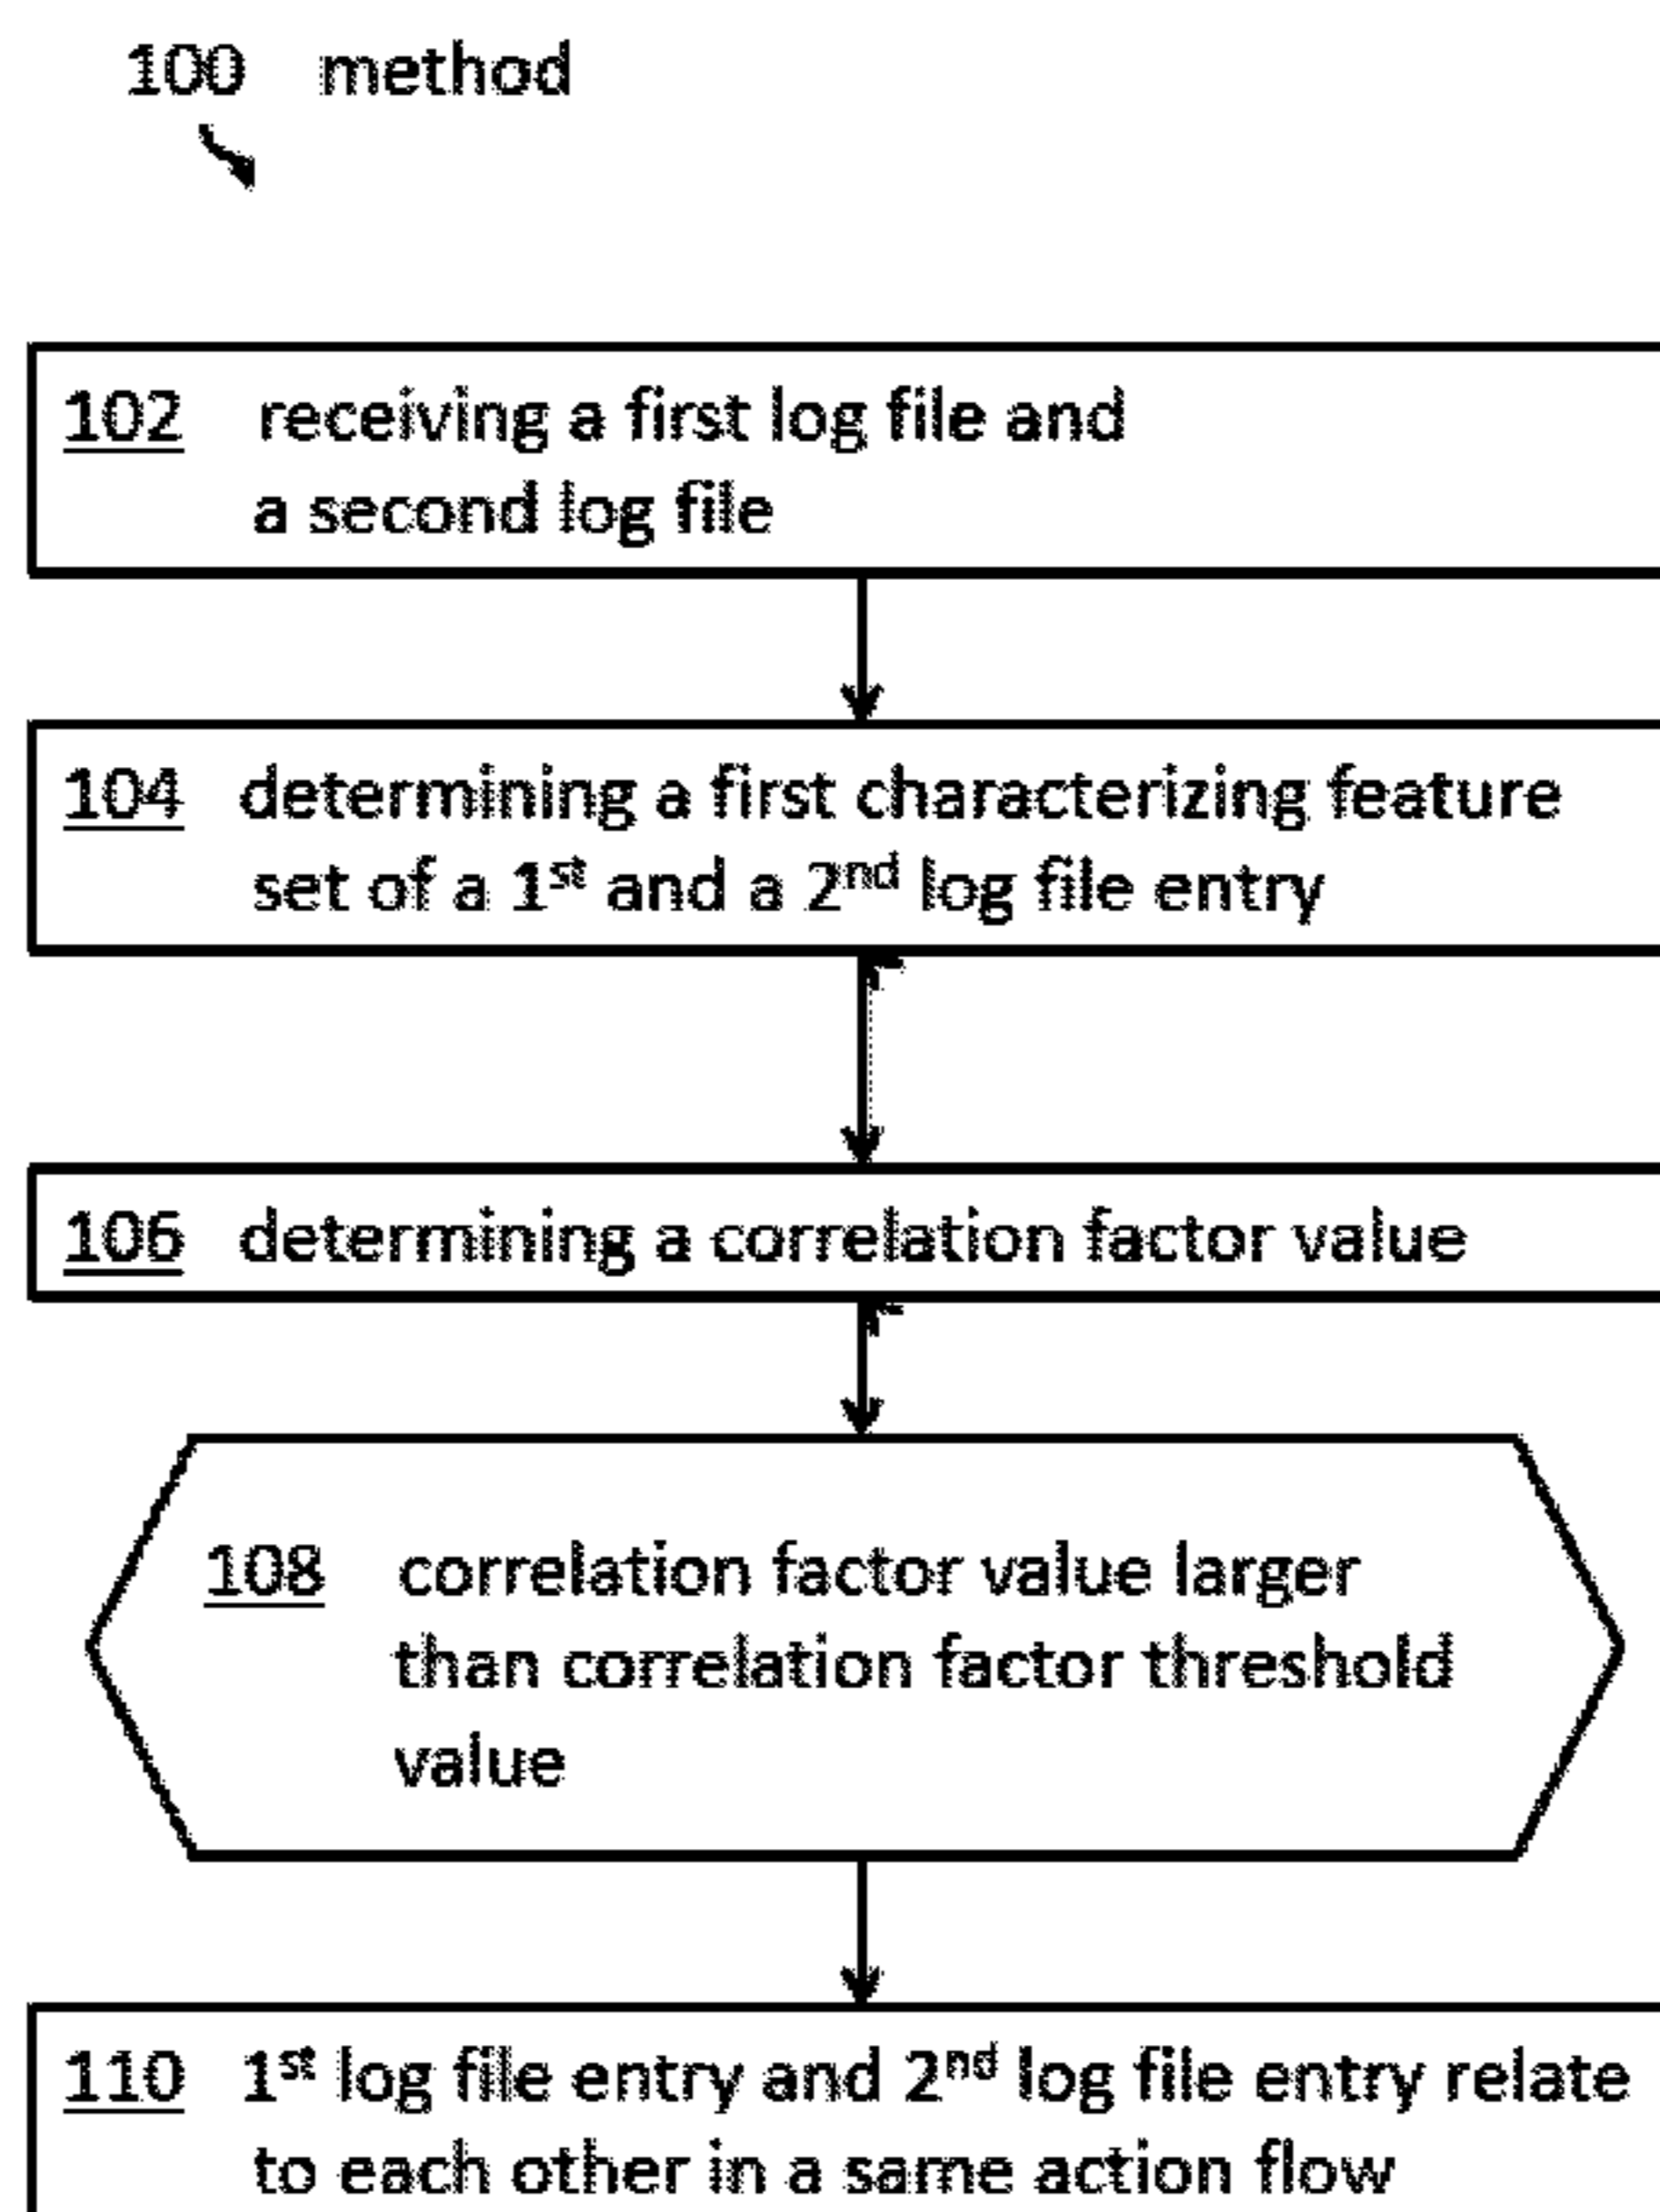 100 method
102 receiving a first log file and
a second log file
104 determining a first characterizing feature
set of a 1st and a 2nd log file entry
106 determining a correlation factor value
108 correlation factor value larger
than correlation factor threshold
value
110 1st log file entry and 2nd log file entry relate
to each other in a same action flow